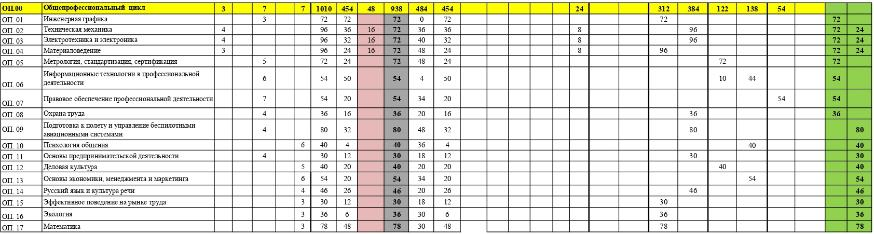 ОП.00 Общепрофессиональный цикл 3 7 7 1010 454 48 938 484 454 24 312 384 122 138 54
ОП. 01 Инженерная графика 3 72 72 72 0 72 72 72
ОП. 02 Техническая механика 4 96 36 16 72 36 36 8 96 72 24
ОП. 03 Электротехника и электроника 4 96 32 16 72 40 32 8 96 72 24
ОП. 04 Материаловедение 3 96 24 16 72 48 24 8 96 72 24
ОП. 05 Метрология, стандартизация, сертификация 5 72 24 72 48 24 122 72
ОП. 06 Информационные технологии в профессиональной деятельности 6 54 50 54 4 50 10 44 54
ОП. 07 Правовое обеспечение профессиональной деятельности 7 54 20 54 34 20 54 54
ОП. 08 Охрана труда 4 36 16 36 20 16 36 36
ОП. 09 Подготовка к полету и управление беспилотными авиационными системами 4 80 32 80 48 32 80 80
ОП. 10 Психология общения 6 40 4 40 36 4 40 40
ОП. 11 Основы предпринимательской деятельности 4 30 12 30 18 12 30 30
ОП. 12 Деловая культура 5 40 20 40 20 20 40 40
ОП. 13 Основы экономики, менеджмента и маркетинга 6 54 20 54 34 20 54 54
ОП. 14 Русский язык и культура речи 4 46 26 46 20 26 46 46
ОП. 15 Эффективное поведение на рынке труда 3 30 12 30 18 12 30 30
ОП. 16 Экология 3 36 6 36 30 6 36 36
ОП. 17 Математика 3 78 48 78 30 48 78 78